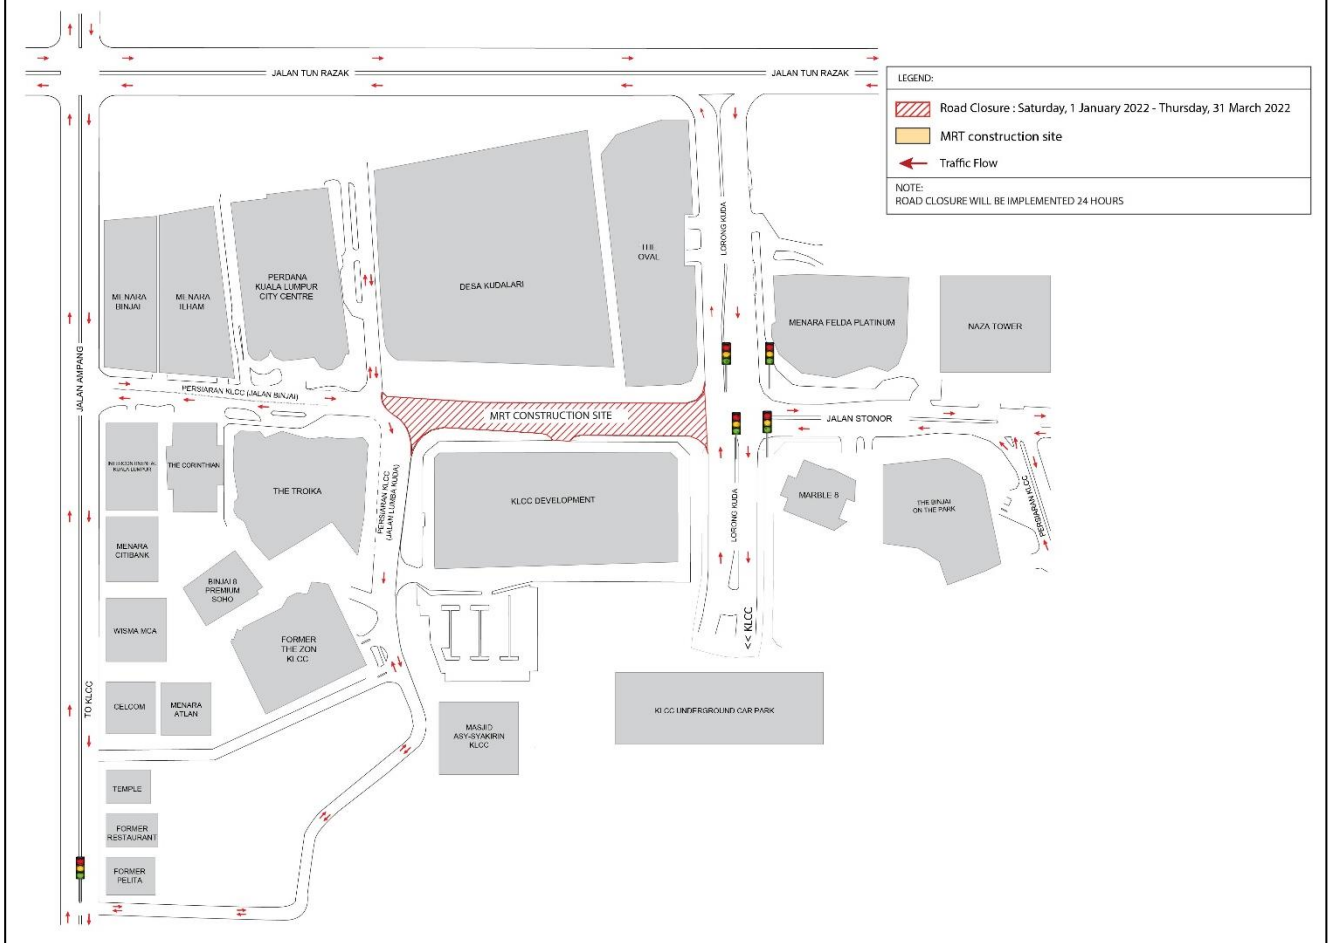 JALAN TUN RAZAK
JALAN TUN RAZAK
LEGEND:
Road Closure : Saturday, 1 January 2022 - Thursday, 31 March 2022
MRT construction site
Traffic Flow
NOTE:
ROAD CLOSURE WILL BE IMPLEMENTED 24 HOURS
LORONG KUDA
THE
OVAL
DESA KUDALARI
PERDANA
KUALA LUMPUR
CITY CENTRE
MENARA
BINJAI
MENARA
ILHAM
MENARA FELDA PLATINUM
NAZA TOWER
JALAN AMPANG
PERSIARAN KLCC (JALAN BINJAI)
MRT CONSTRUCTION SITE
JALAN STONOR
INTERCONTINENTAL
KUALA LUMPUR
THE CORINTHIAN
THE TROIKA
PERSIARAN KLCC
(JALAN LUMBA KUDA)
KLCC DEVELOPMENT
LORONG KUDA
MARBLE 8
THE BINJAI
ON THE PARK
PERSIARAN KLCC
MENARA
CITIBANK
BINJAI 8
PREMIUM
SOHO
WISMA MCA
FORMER
THE ZON
KLCC
<< KLCC
TO KLCC
CELCOM
MENARA
ATLAN
MASJID
ASY-SYAKIRIN
KLCC
KLCC UNDERGROUND CAR PARK
TEMPLE
FORMER
RESTAURANT
FORMER
PELITA